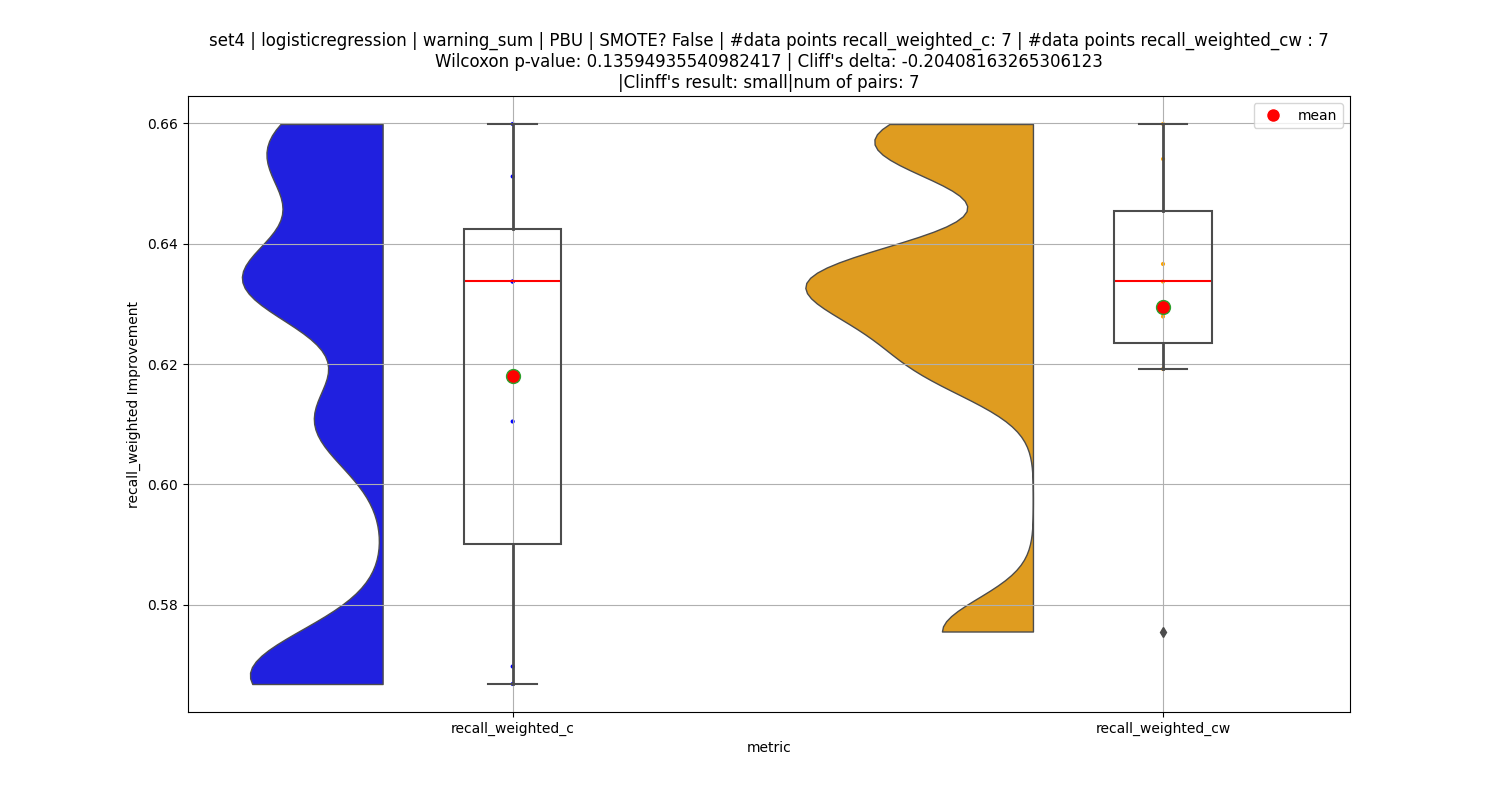 set4 | logisticregression | warning_sum | PBU | SMOTE? False | #data points recall_weighted_c: 7 | #data points recall_weighted_cw : 7
Wilcoxon p-value: 0.13594935540982417 | Cliff's delta: -0.20408163265306123
|Clinff's result: small|num of pairs: 7
mean
0.66
0.64
0.62
0.60
0.58
recall_weighted Improvement
recall_weighted_c
recall_weighted_cw
metric